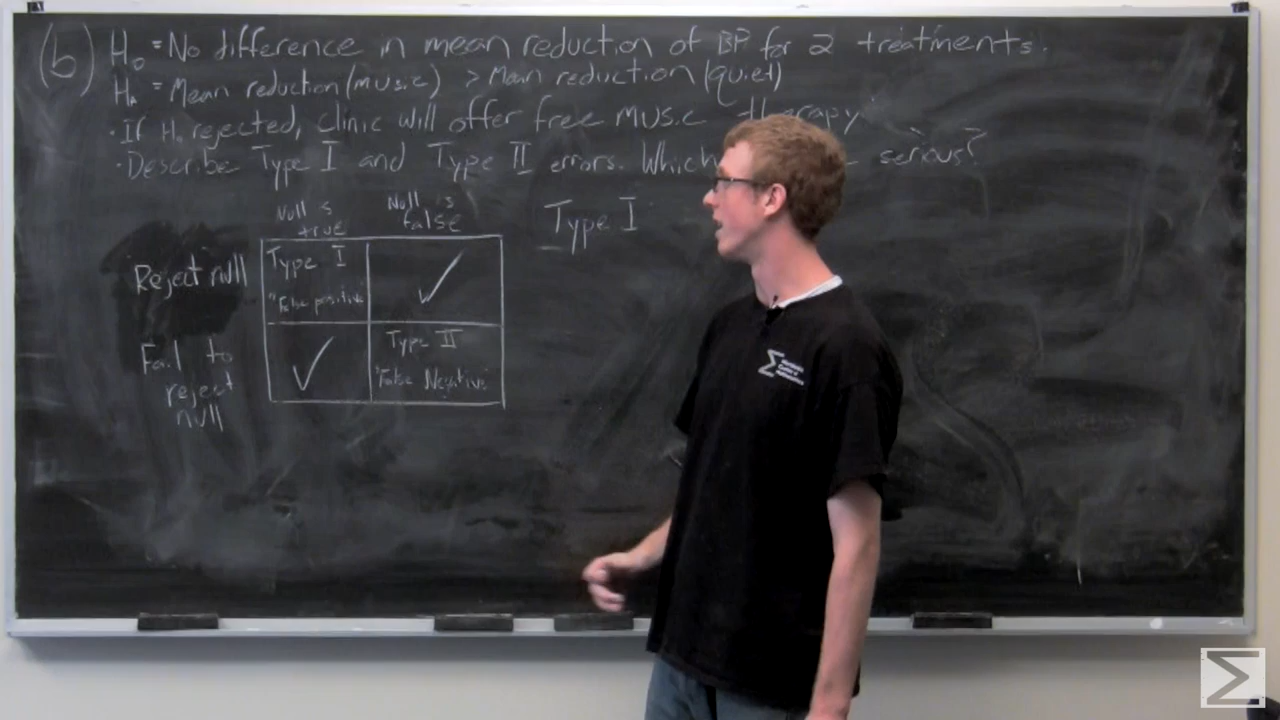 (b) H₀ = No difference in mean reduction of BP for 2 treatments.
Hₐ = Mean reduction (music) > Mean reduction (quiet)
· If H₀ rejected, clinic will offer free music therapy
· Describe Type I and Type II errors. Which serious?
Null is true
Null is false
Type I
Reject null
Type I
✓
"False positive"
Fail to reject null
✓
Type II
"False Negative"
Σ
Σ